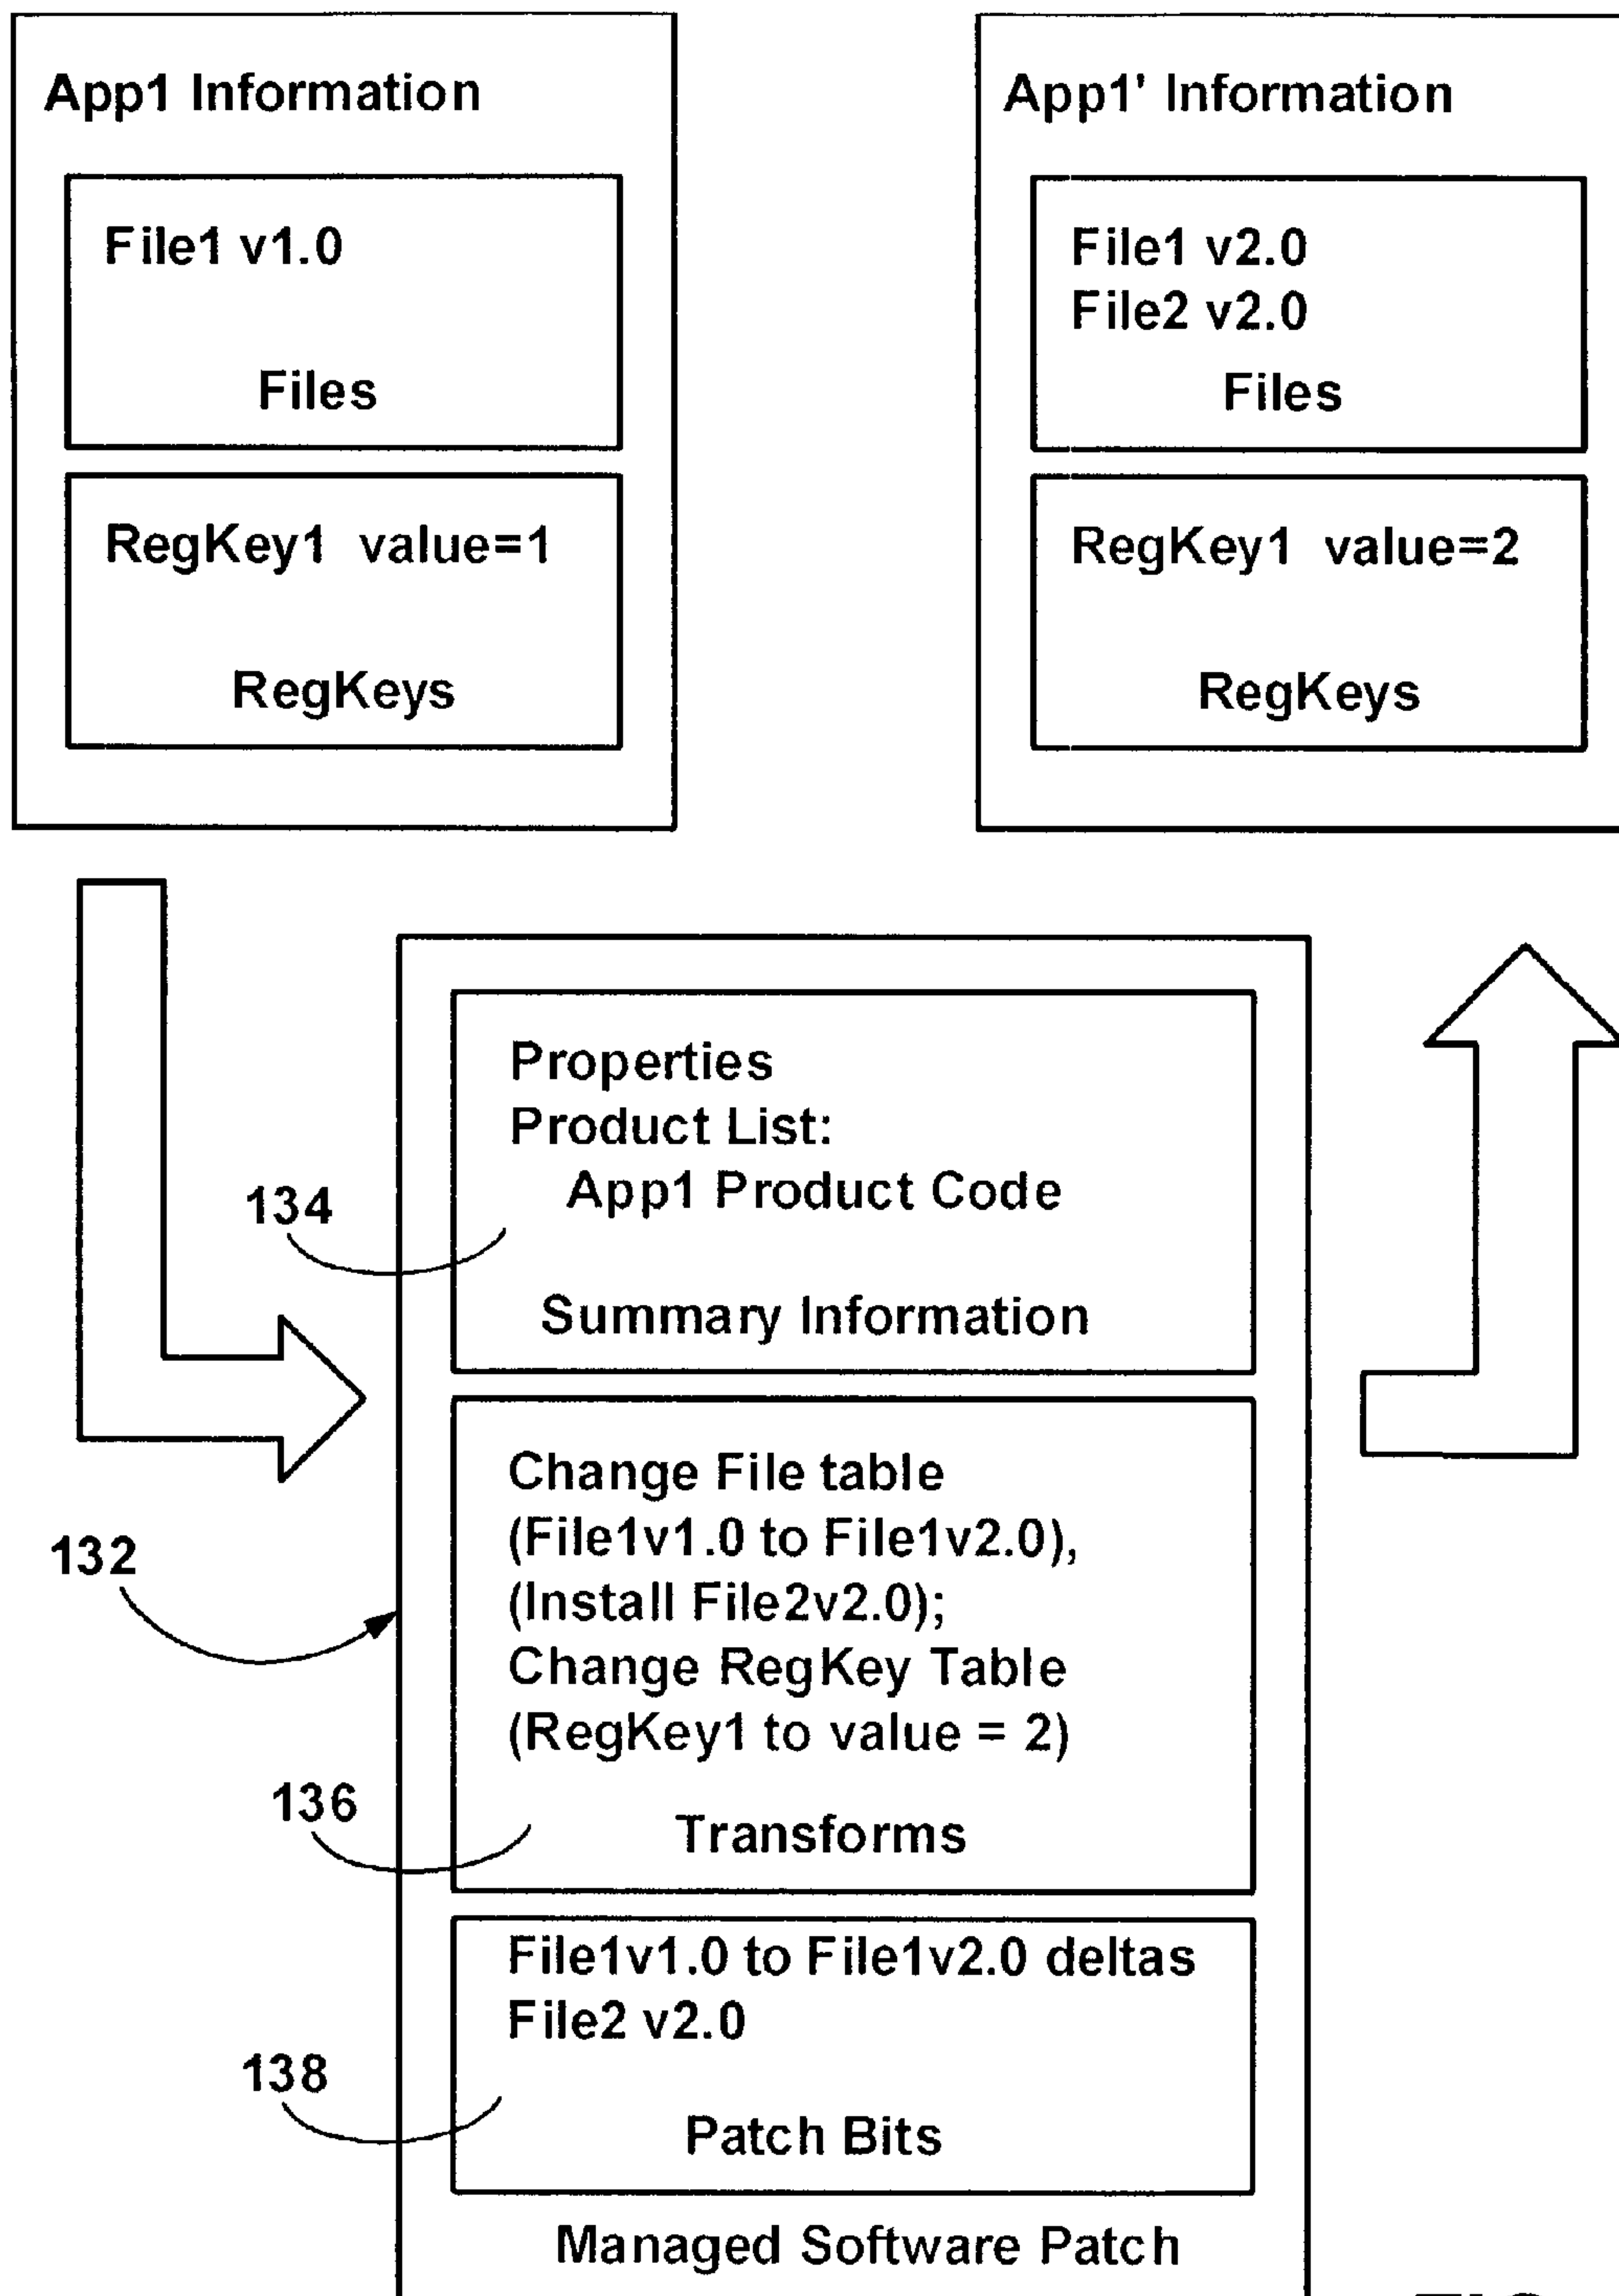 App1 Information
File1 v1.0
Files
RegKey1 value=1
RegKeys
App1' Information
File1 v2.0
File2 v2.0
Files
RegKey1 value=2
RegKeys
Properties
Product List:
App1 Product Code
134
Summary Information
Change File table
(File1v1.0 to File1v2.0),
132
(Install File2v2.0);
Change RegKey Table
(RegKey1 to value = 2)
136
Transforms
File1v1.0 to File1v2.0 deltas
File2 v2.0
138
Patch Bits
Managed Software Patch